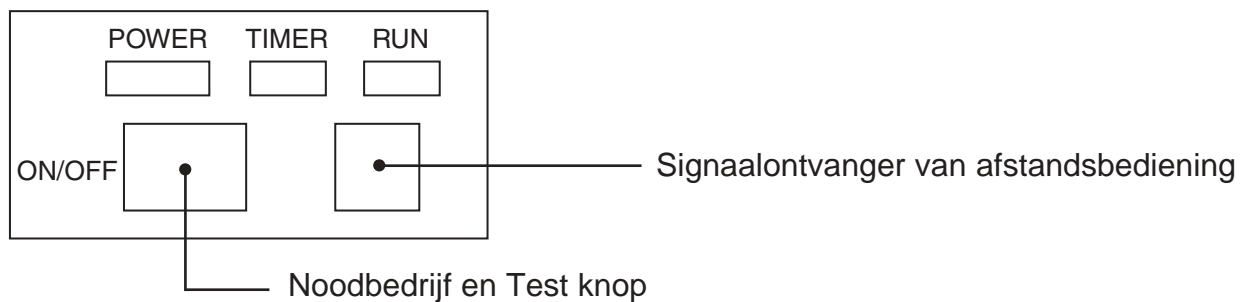 POWER TIMER RUN
ON/OFF
Signaalontvanger van afstandsbediening
Noodbedrijf en Test knop